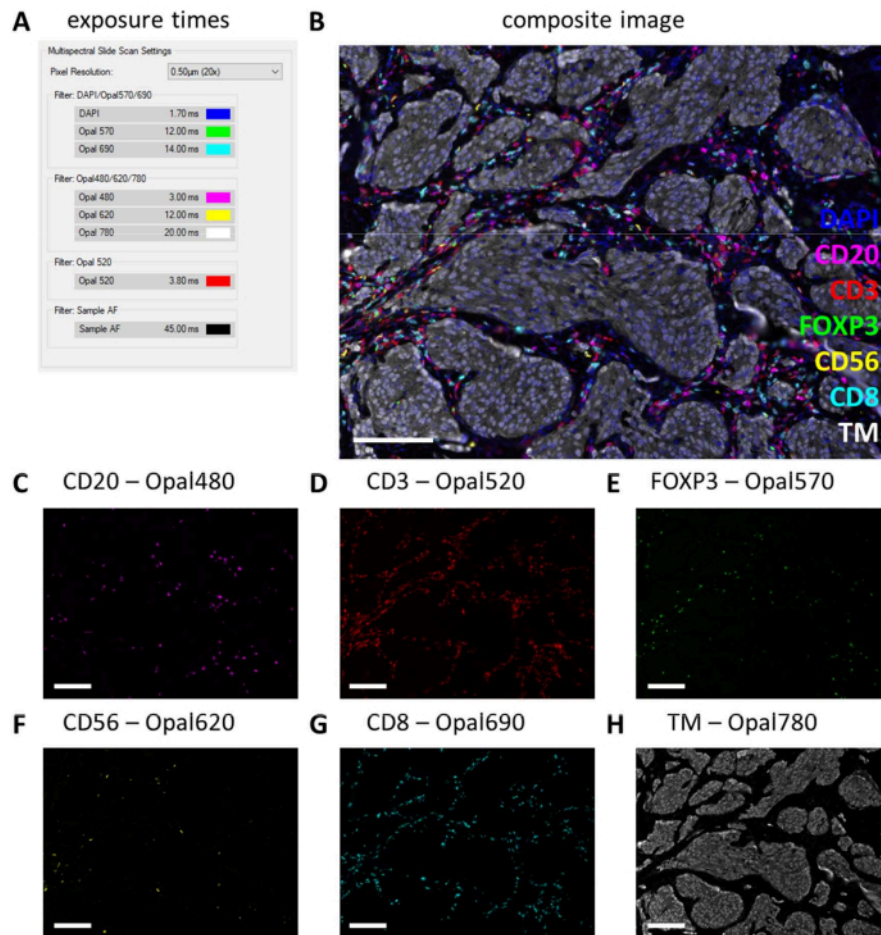 A exposure times
Multispectral Slide Scan Settings
Pixel Resolution: 0.50µm (20x)
Filter: DAPI/Opal570/690
DAPI 1.70 ms
Opal 570 12.00 ms
Opal 690 14.00 ms
Filter: Opal480/620/780
Opal 480 3.00 ms
Opal 620 12.00 ms
Opal 780 20.00 ms
Filter: Opal 520
Opal 520 3.80 ms
Filter: Sample AF
Sample AF 45.00 ms
B composite image
DAPI
CD20
CD3
FOXP3
CD56
CD8
TM
C CD20 – Opal480
D CD3 – Opal520
E FOXP3 – Opal570
F CD56 – Opal620
G CD8 – Opal690
H TM – Opal780